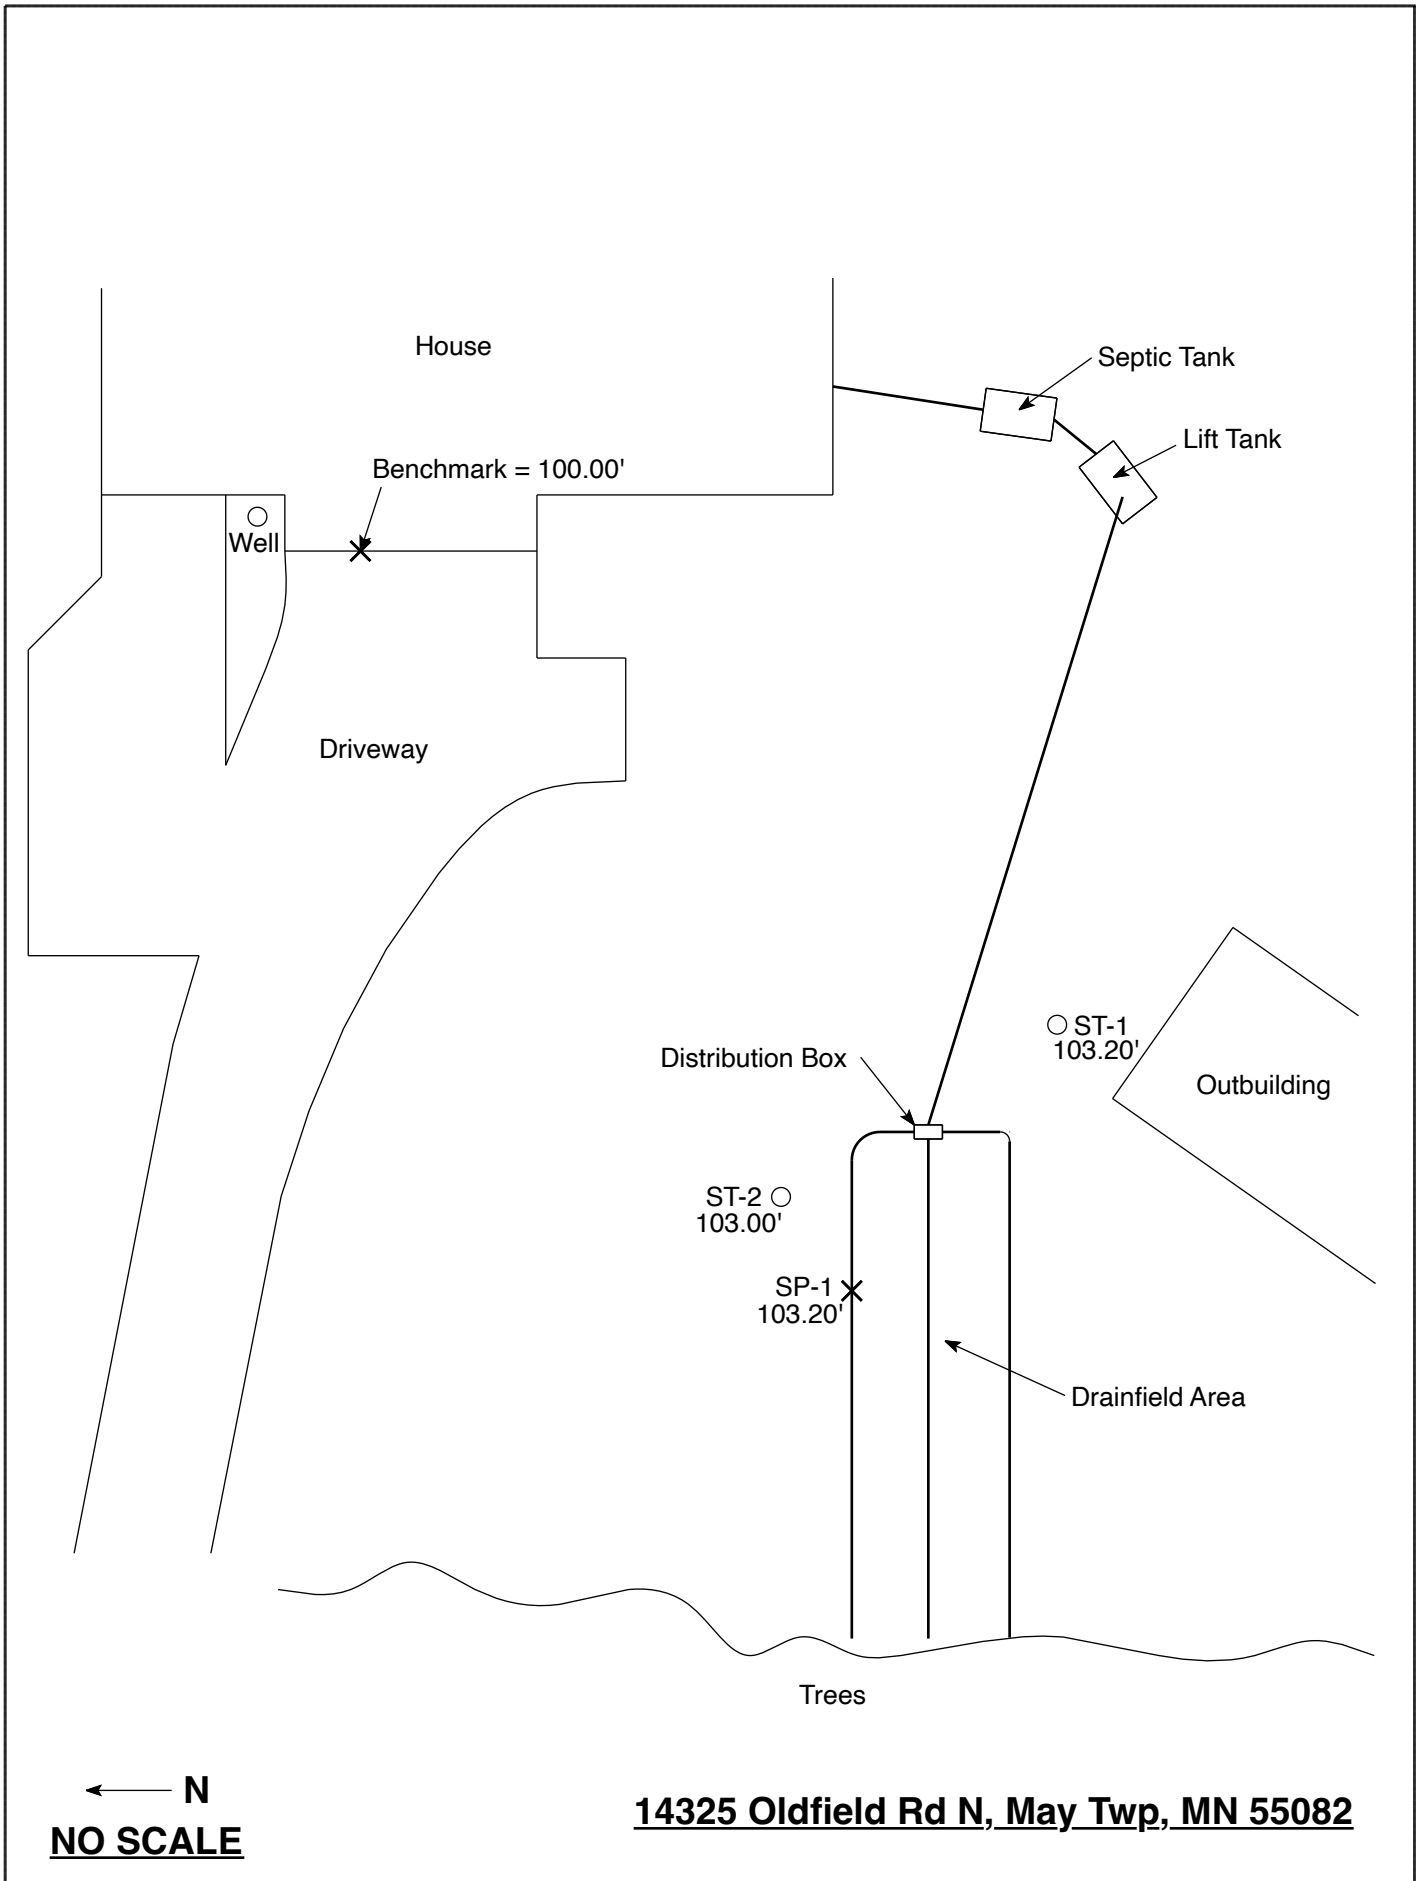 House
Septic Tank
Lift Tank
Benchmark = 100.00'
Well
Driveway
ST-1
103.20'
Distribution Box
Outbuilding
ST-2
103.00'
SP-1
103.20'
Drainfield Area
Trees
N
NO SCALE
14325 Oldfield Rd N, May Twp, MN 55082